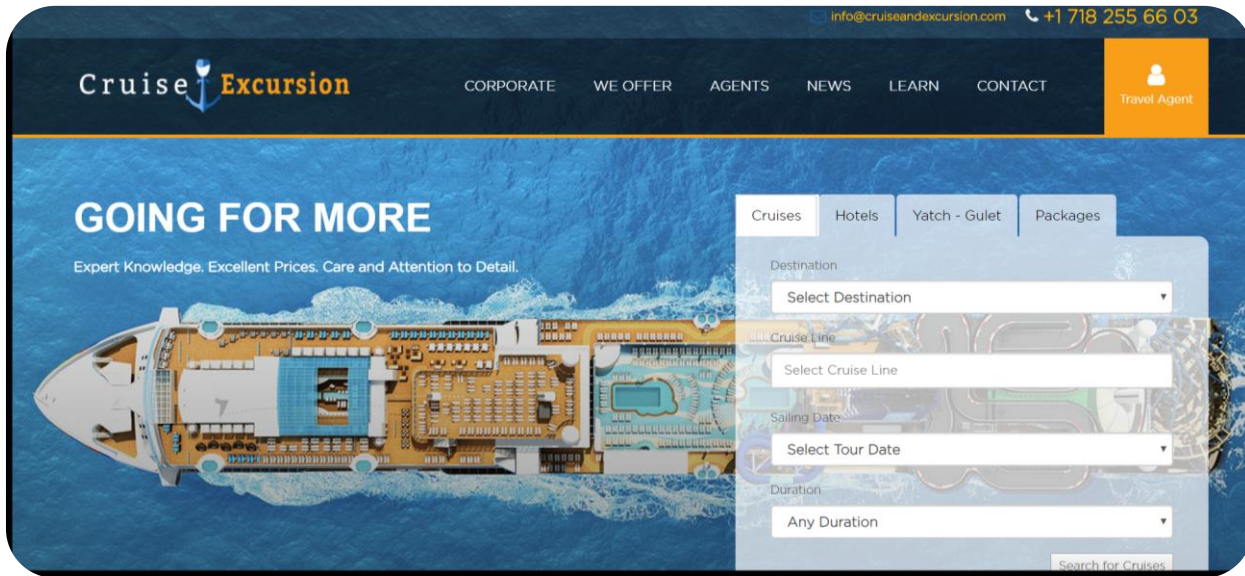 info@cruiseandexcursion.com +1 718 255 66 03
Cruise Excursion
CORPORATE WE OFFER AGENTS NEWS LEARN CONTACT
Travel Agent
GOING FOR MORE
Expert Knowledge. Excellent Prices. Care and Attention to Detail.
Cruises Hotels Yatch - Gulet Packages
Destination
Select Destination
Cruise Line
Select Cruise Line
Sailing Date
Select Tour Date
Duration
Any Duration
Search for Cruises